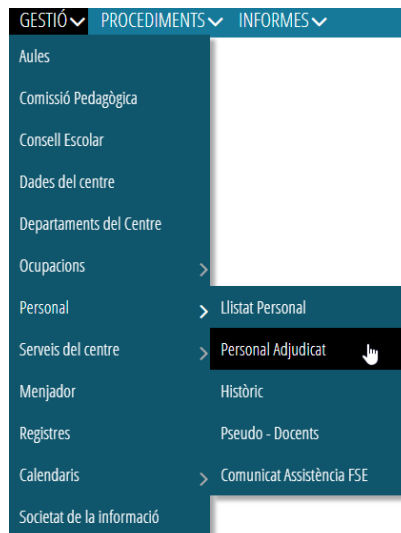 GESTIÓ PROCEDIMENTS INFORMES
Aules
Comissió Pedagògica
Consell Escolar
Dades del centre
Departaments del Centre
Ocupacions
Personal
Llistat Personal
Serveis del centre
Personal Adjudicat
Menjador
Històric
Registres
Pseudo - Docents
Calendaris
Comunicat Assistència FSE
Societat de la informació